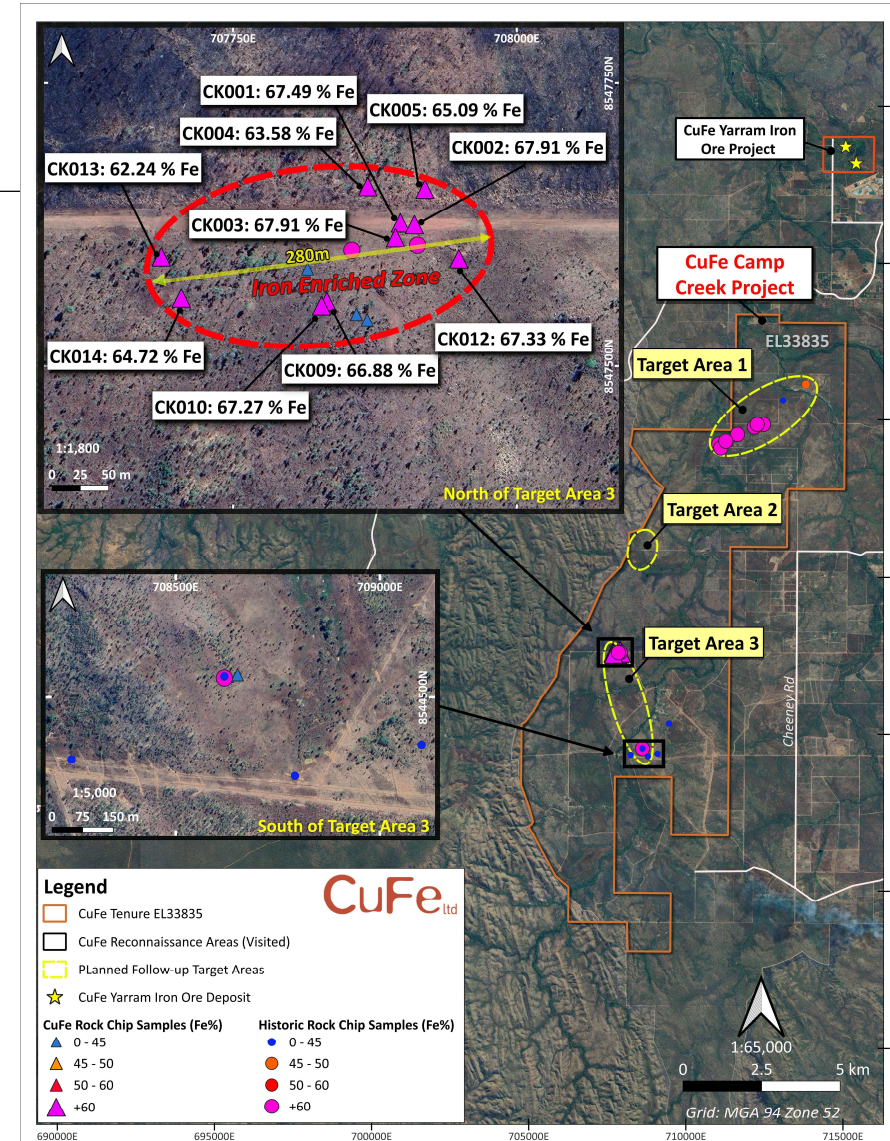 707750E
708000E
8547750N
CK001: 67.49 % Fe
CK005: 65.09 % Fe
CK004: 63.58 % Fe
CK002: 67.91 % Fe
CK013: 62.24 % Fe
CK003: 67.91 % Fe
280m
Iron Enriched Zone
CK012: 67.33 % Fe
CK014: 64.72 % Fe
CK009: 66.88 % Fe
CK010: 67.27 % Fe
8547500N
1:1,800
0 25 50 m
North of Target Area 3
CuFe Yarram Iron
Ore Project
CuFe Camp
Creek Project
EL33835
Target Area 1
Target Area 2
Target Area 3
Cheeney Rd
708500E
709000E
8544500N
1:5,000
0 75 150 m
South of Target Area 3
Legend
CuFe ltd
CuFe Tenure EL33835
CuFe Reconnaissance Areas (Visited)
PLanned Follow-up Target Areas
CuFe Yarram Iron Ore Deposit
CuFe Rock Chip Samples (Fe%)
0 - 45
45 - 50
50 - 60
+60
Historic Rock Chip Samples (Fe%)
0 - 45
45 - 50
50 - 60
+60
1:65,000
0 2.5 5 km
Grid: MGA 94 Zone 52
690000E
695000E
700000E
705000E
710000E
715000E